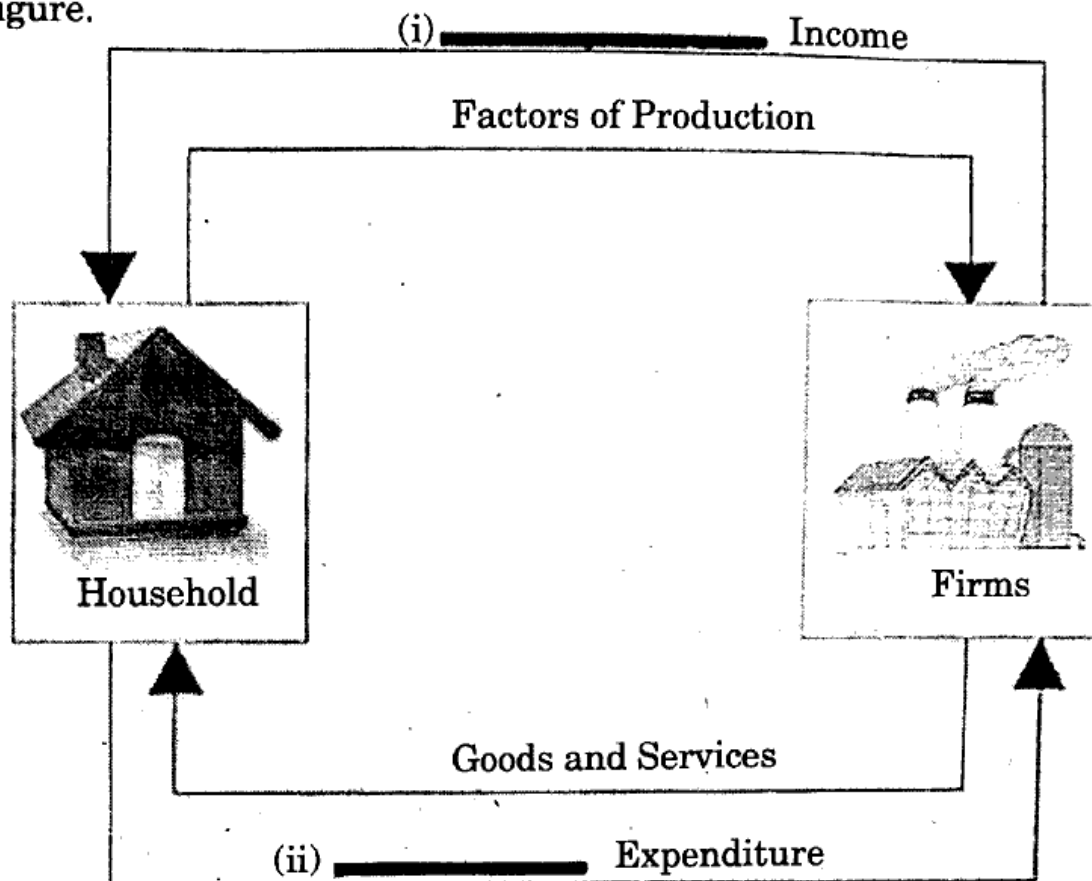 igure.
(i) Income
Factors of Production
Household
Firms
Goods and Services
(ii) Expenditure